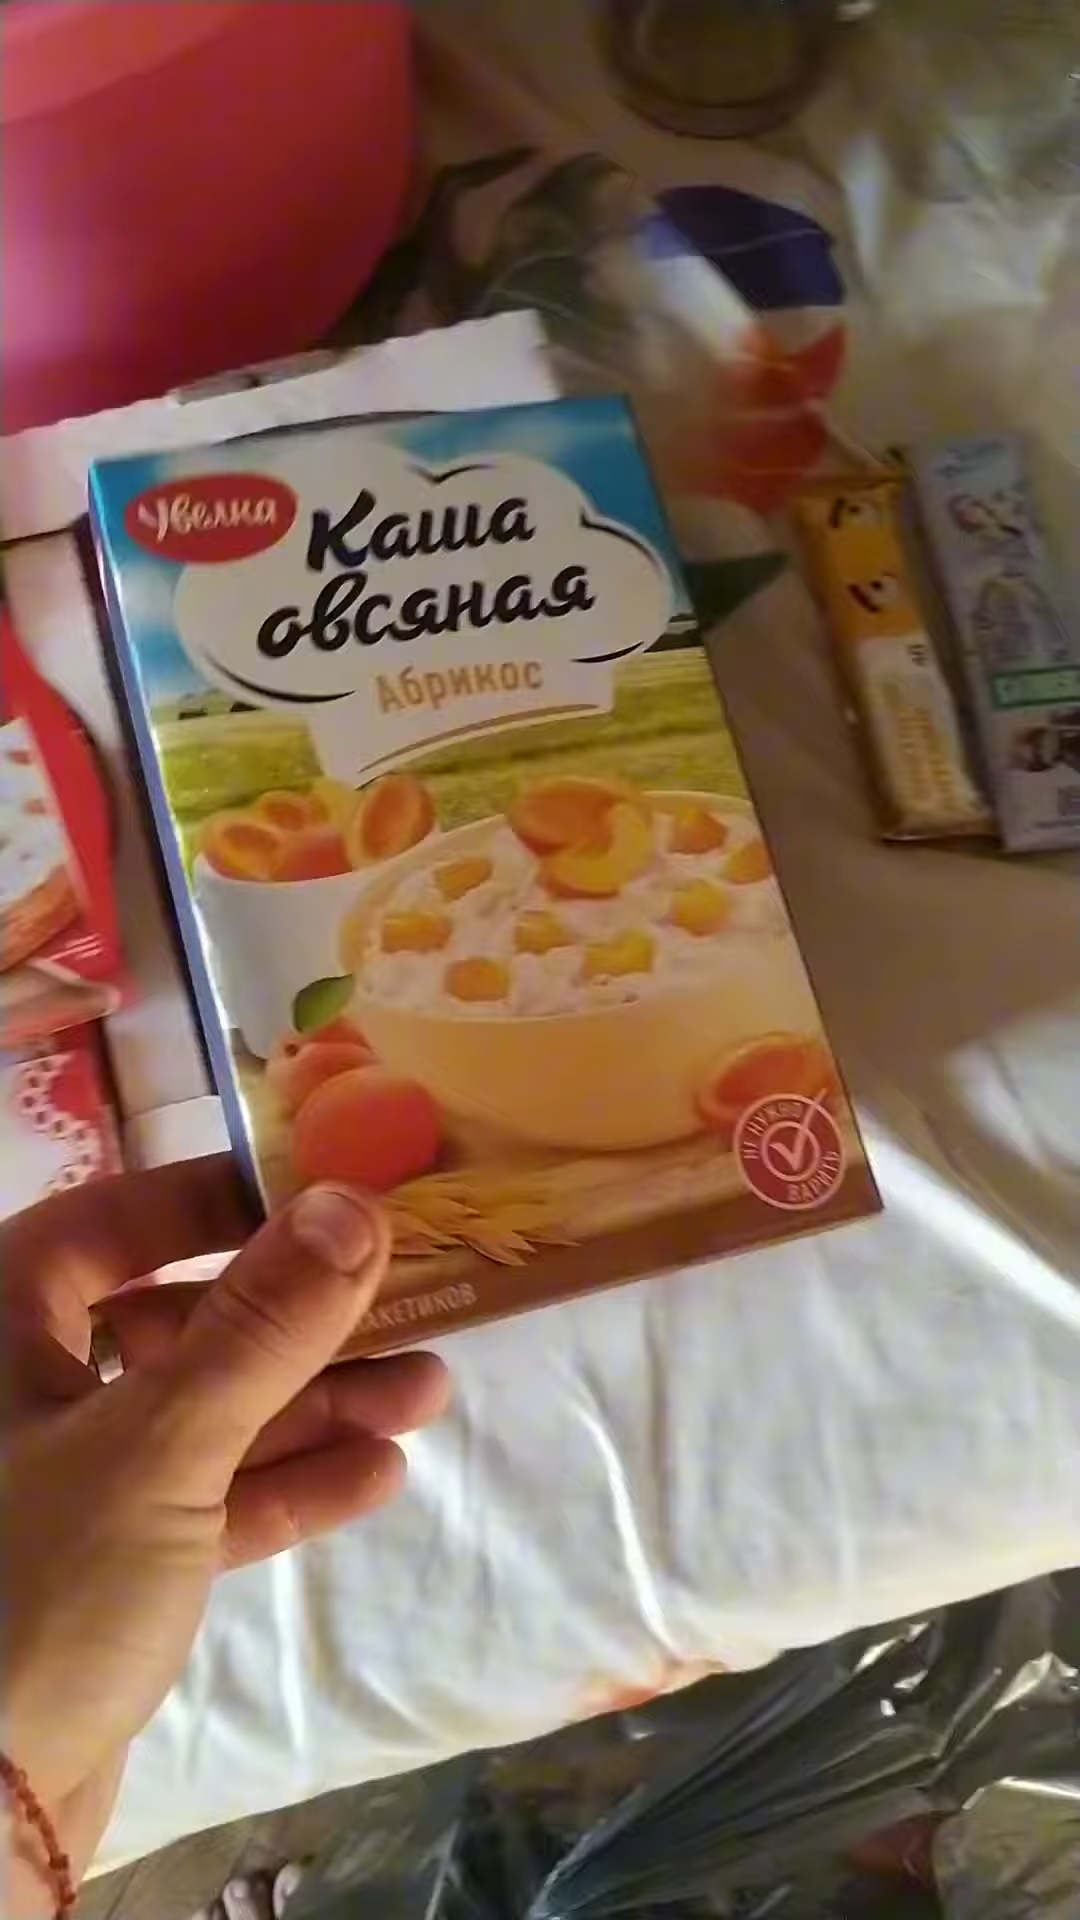 Увелка
Каша
овсяная
Абрикос
НЕ НУЖНО
ВАРИТЬ
ПАКЕТИКОВ